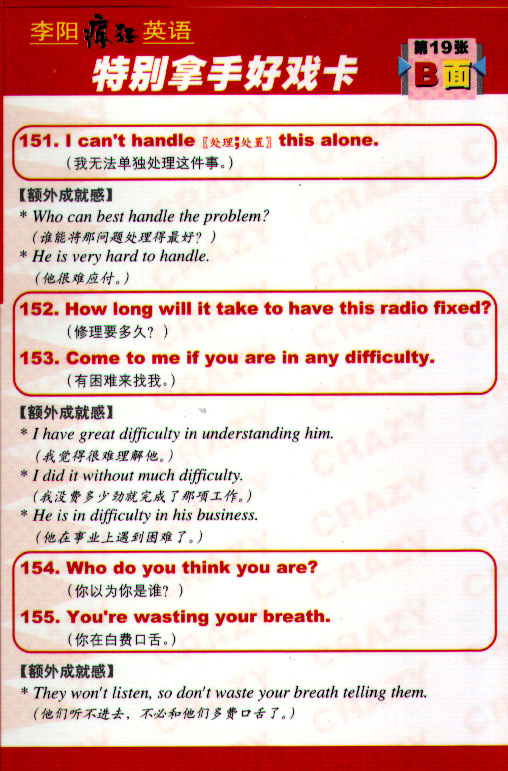 李阳疯狂英语
特别拿手好戏卡
第19张
B面
151. I can't handle 〖处理;处置〗 this alone.
（我无法单独处理这件事。）
【额外成就感】
* Who can best handle the problem?
（谁能将那问题处理得最好？）
* He is very hard to handle.
（他很难应付。）
152. How long will it take to have this radio fixed?
（修理要多久？）
153. Come to me if you are in any difficulty.
（有困难来找我。）
【额外成就感】
* I have great difficulty in understanding him.
（我觉得很难理解他。）
* I did it without much difficulty.
（我没费多少劲就完成了那项工作。）
* He is in difficulty in his business.
（他在事业上遇到困难了。）
154. Who do you think you are?
（你以为你是谁？）
155. You're wasting your breath.
（你在白费口舌。）
【额外成就感】
* They won't listen, so don't waste your breath telling them.
（他们听不进去，不必和他们多费口舌了。）